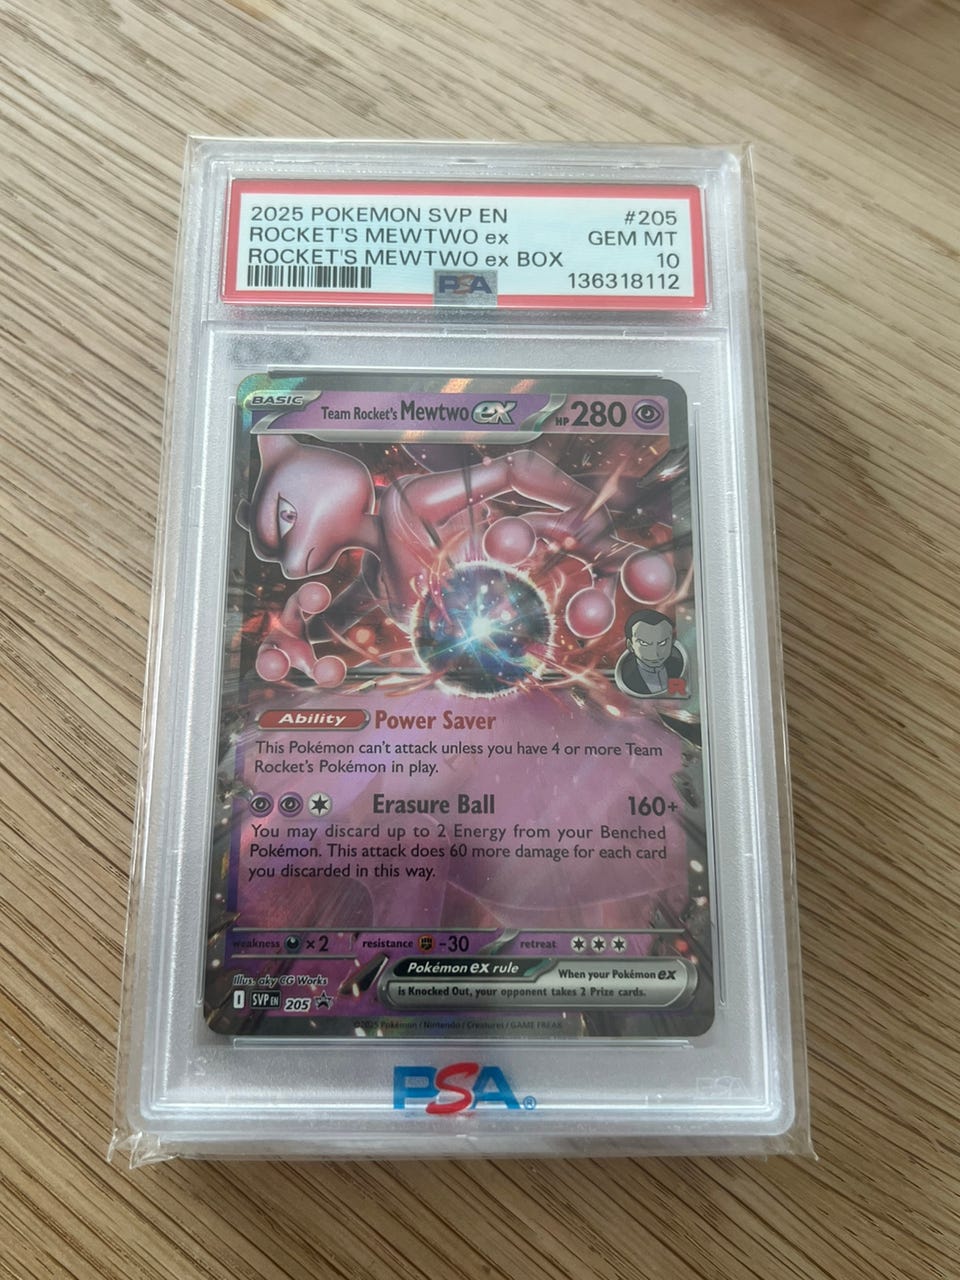 2025 POKEMON SVP EN #205
ROCKET'S MEWTWO ex GEM MT
ROCKET'S MEWTWO ex BOX 10
PSA 136318112
BASIC Team Rocket's Mewtwo ex HP 280
R
Ability Power Saver
This Pokémon can't attack unless you have 4 or more Team
Rocket's Pokémon in play.
Erasure Ball 160+
You may discard up to 2 Energy from your Benched
Pokémon. This attack does 60 more damage for each card
you discarded in this way.
weakness ×2 resistance -30 retreat
Illus. aky CG Works
Pokémon ex rule When your Pokémon ex
is Knocked Out, your opponent takes 2 Prize cards.
I SVP EN 205
©2025 Pokémon / Nintendo / Creatures / GAME FREAK
PSA®